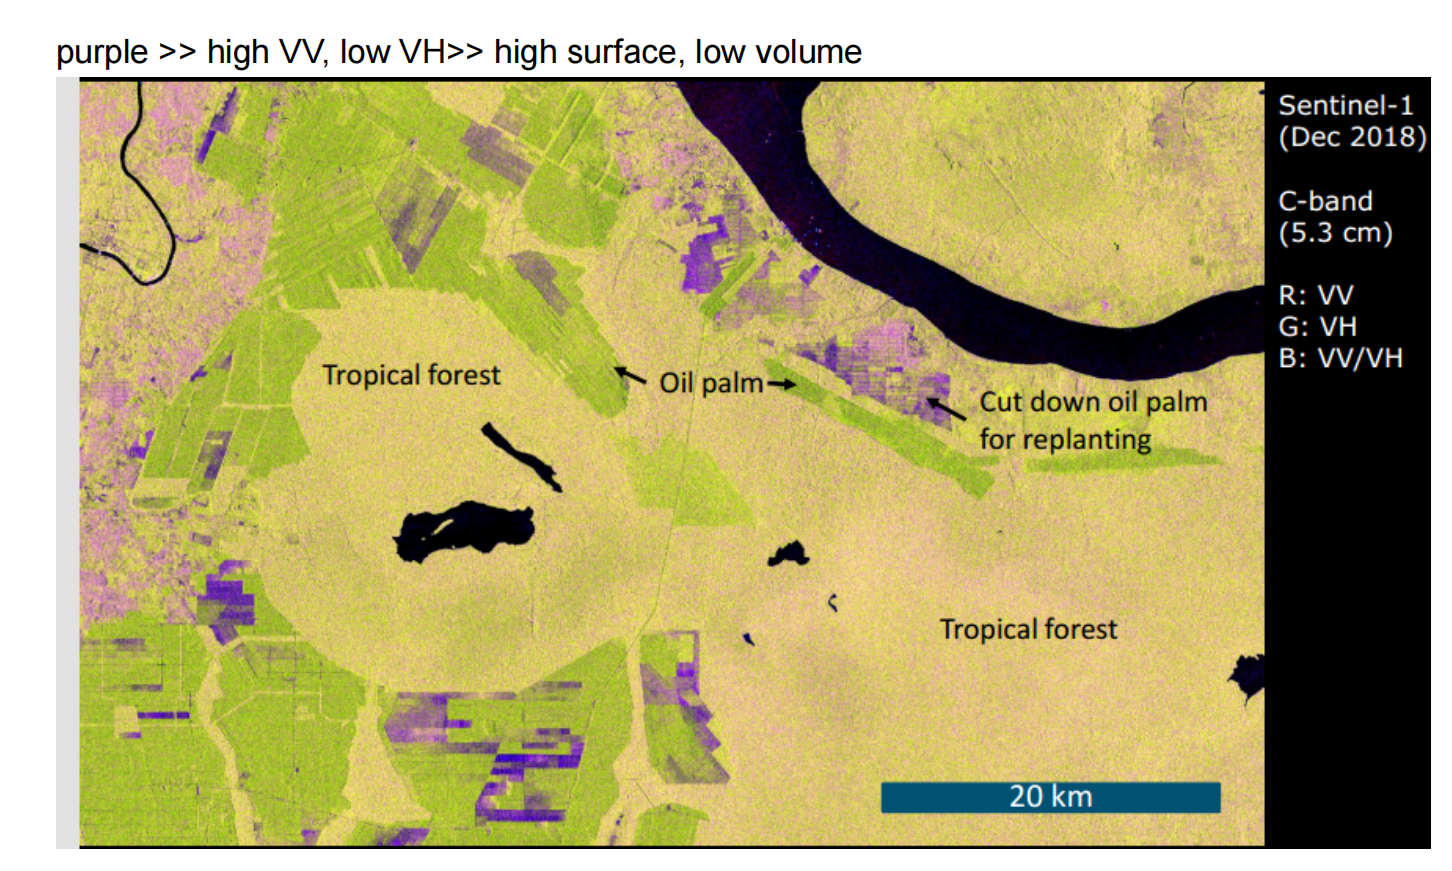 purple >> high VV, low VH>> high surface, low volume
Sentinel-1
(Dec 2018)
C-band
(5.3 cm)
R: VV
G: VH
B: VV/VH
Tropical forest
Oil palm
Cut down oil palm
for replanting
Tropical forest
20 km